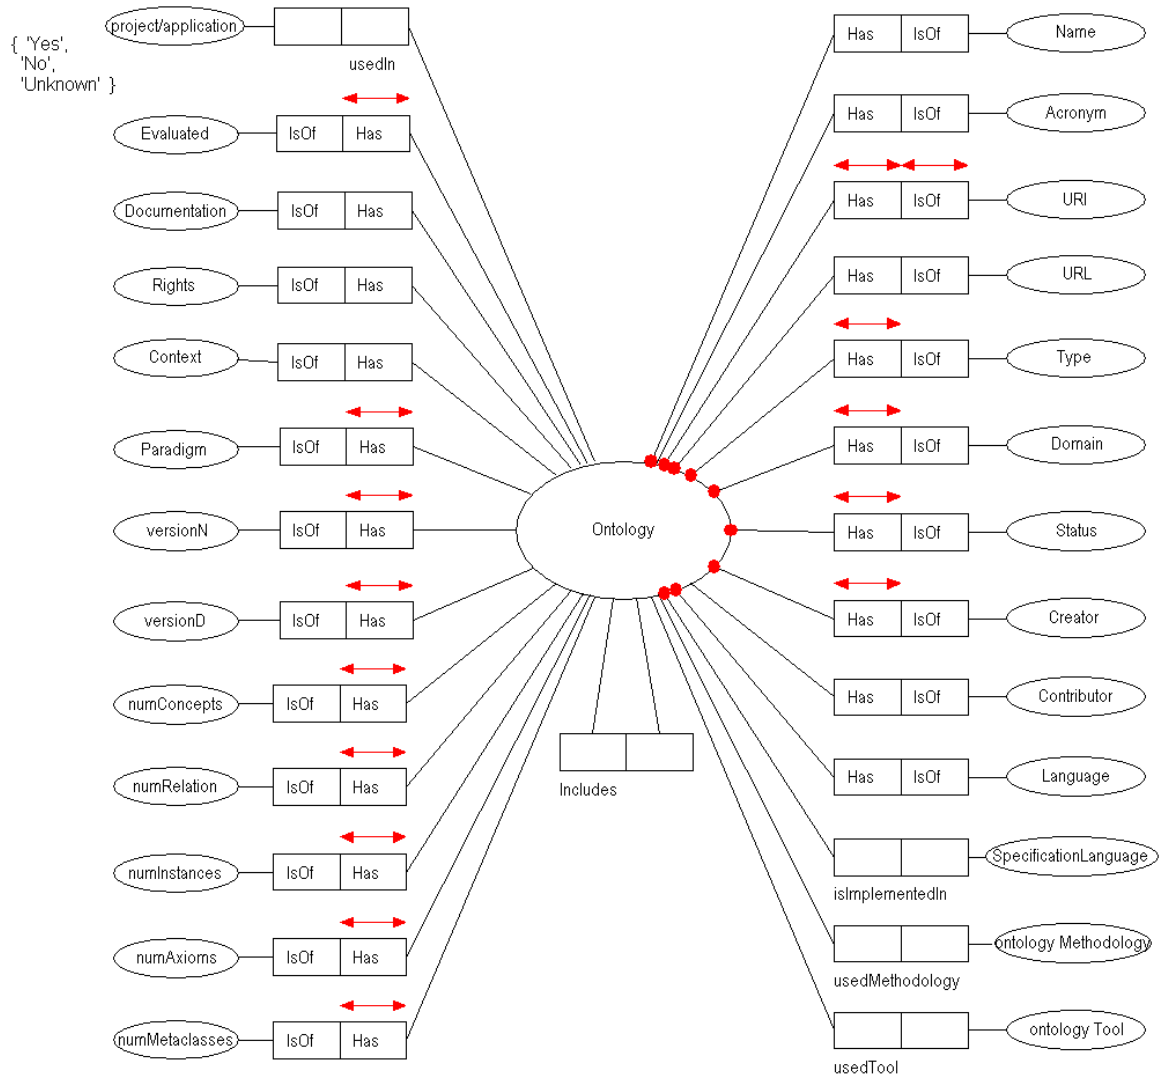 project/application
usedIn
{ 'Yes',
'No',
'Unknown' }
Evaluated
IsOf Has
Documentation
IsOf Has
Rights
IsOf Has
Context
IsOf Has
Paradigm
IsOf Has
versionN
IsOf Has
versionD
IsOf Has
numConcepts
IsOf Has
numRelation
IsOf Has
numInstances
IsOf Has
numAxioms
IsOf Has
numMetaclasses
IsOf Has
Ontology
Includes
Has IsOf
Name
Has IsOf
Acronym
Has IsOf
URI
Has IsOf
URL
Has IsOf
Type
Has IsOf
Domain
Has IsOf
Status
Has IsOf
Creator
Has IsOf
Contributor
Has IsOf
Language
SpecificationLanguage
isImplementedIn
ontology Methodology
usedMethodology
ontology Tool
usedTool